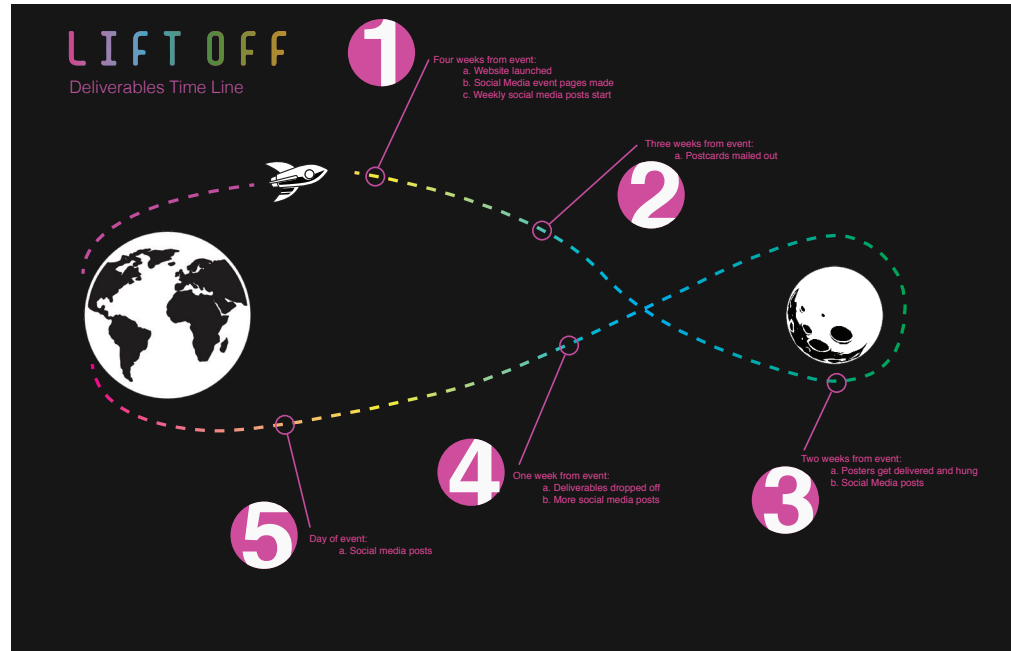 LIFT OFF
Deliverables Time Line
1
Four weeks from event:
a. Website launched
b. Social Media event pages made
c. Weekly social media posts start
Three weeks from event:
a. Postcards mailed out
2
Two weeks from event:
a. Posters get delivered and hung
b. Social Media posts
3
4
One week from event:
a. Deliverables dropped off
b. More social media posts
5
Day of event:
a. Social media posts